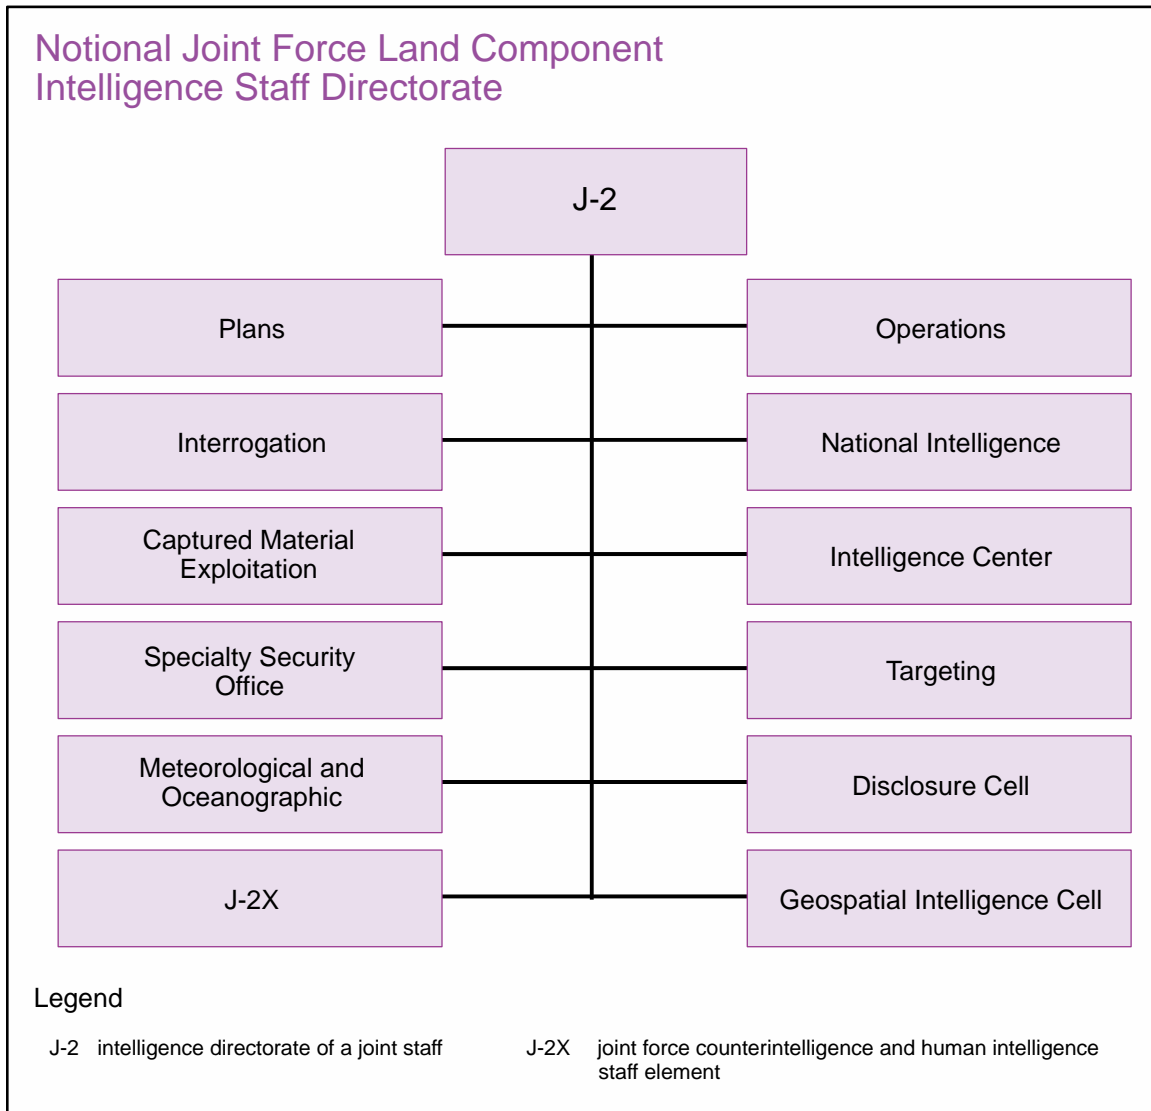 Notional Joint Force Land Component
Intelligence Staff Directorate
J-2
Plans
Operations
Interrogation
National Intelligence
Captured Material
Exploitation
Intelligence Center
Specialty Security
Office
Targeting
Meteorological and
Oceanographic
Disclosure Cell
J-2X
Geospatial Intelligence Cell
Legend
J-2 intelligence directorate of a joint staff
J-2X joint force counterintelligence and human intelligence
staff element